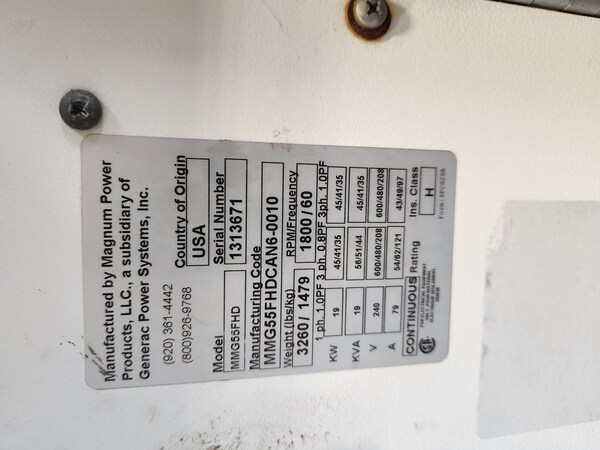 Manufactured by Magnum Power
Products, LLC., a subsidiary of
Generac Power Systems, Inc.
(920) 361-4442
(800)926-9768
Country of Origin
USA
Model
MMG55FHD
Serial Number
1313671
Manufacturing Code
MMG55FHDCAN6-0010
Weight (lbs/kg)
3260/ 1479
RPM/Frequency
1800 / 60
1 ph. 1.0PF 3 ph. 0.8PF 3ph. 1.0PF
KW 19 45/41/35 45/41/35
KVA 19 56/51/44 45/41/35
V 240 600/480/208 600/480/208
A 79 54/62/121 43/49/97
CONTINUOUS Rating
Ins. Class
H